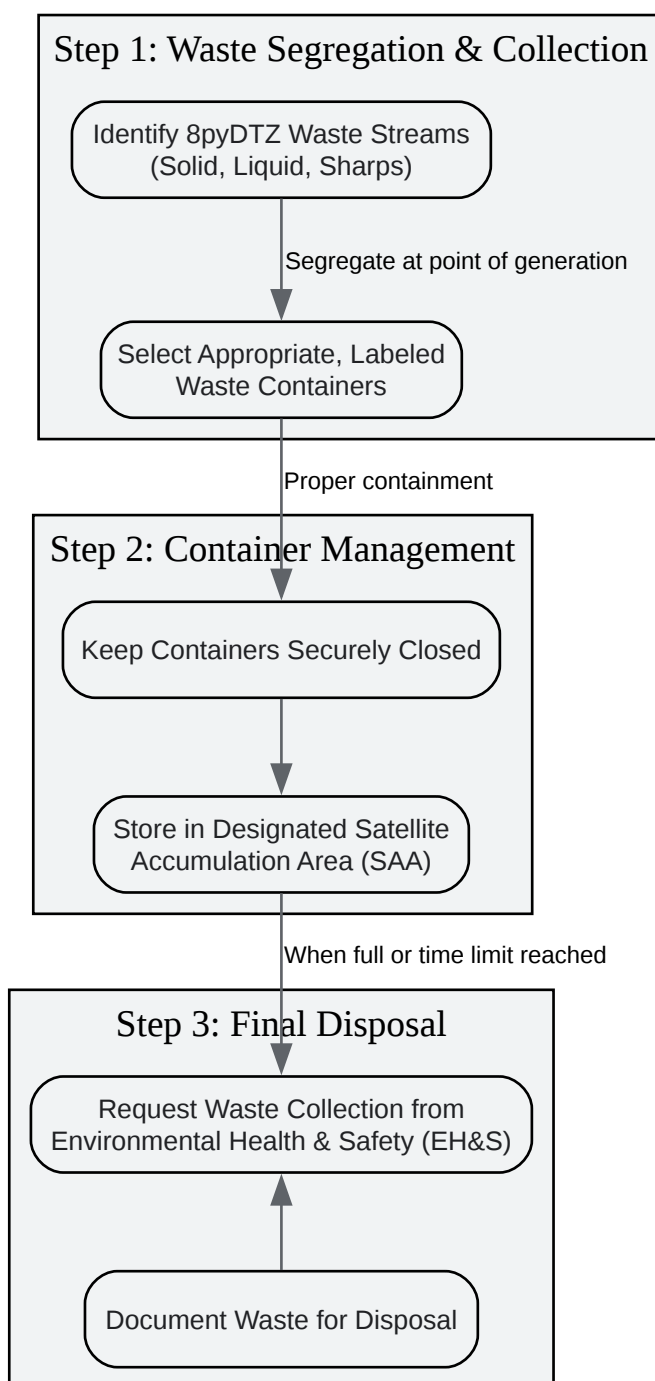 Step 1: Waste Segregation & Collection
Identify 8pyDTZ Waste Streams
(Solid, Liquid, Sharps)
Segregate at point of generation
Select Appropriate, Labeled
Waste Containers
Proper containment
Step 2: Container Management
Keep Containers Securely Closed
Store in Designated Satellite
Accumulation Area (SAA)
When full or time limit reached
Step 3: Final Disposal
Request Waste Collection from
Environmental Health & Safety (EH&S)
Document Waste for Disposal